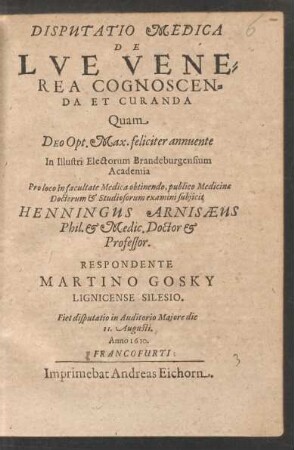 6
DISPUTATIO MEDICA
DE
LVE VENE-
REA COGNOSCEN-
DA ET CURANDA
Quam
DEO Opt. Max. feliciter annuente
In Illustri Electorum Brandeburgensium
Academia
Pro loco in facultate Medica obtinendo, publico Medicinæ
Doctorum & Studiosorum examini subjicit
HENNINGUS ARNISÆUS
Phil. & Medic. Doctor &
Professor.
RESPONDENTE
MARTINO GOSKY
LIGNICENSE SILESIO.
Fiet disputatio in Auditorio Majore die
11. Augusti.
Anno 1610.
FRANCOFURTI:
Imprimebat Andreas Eichorn.